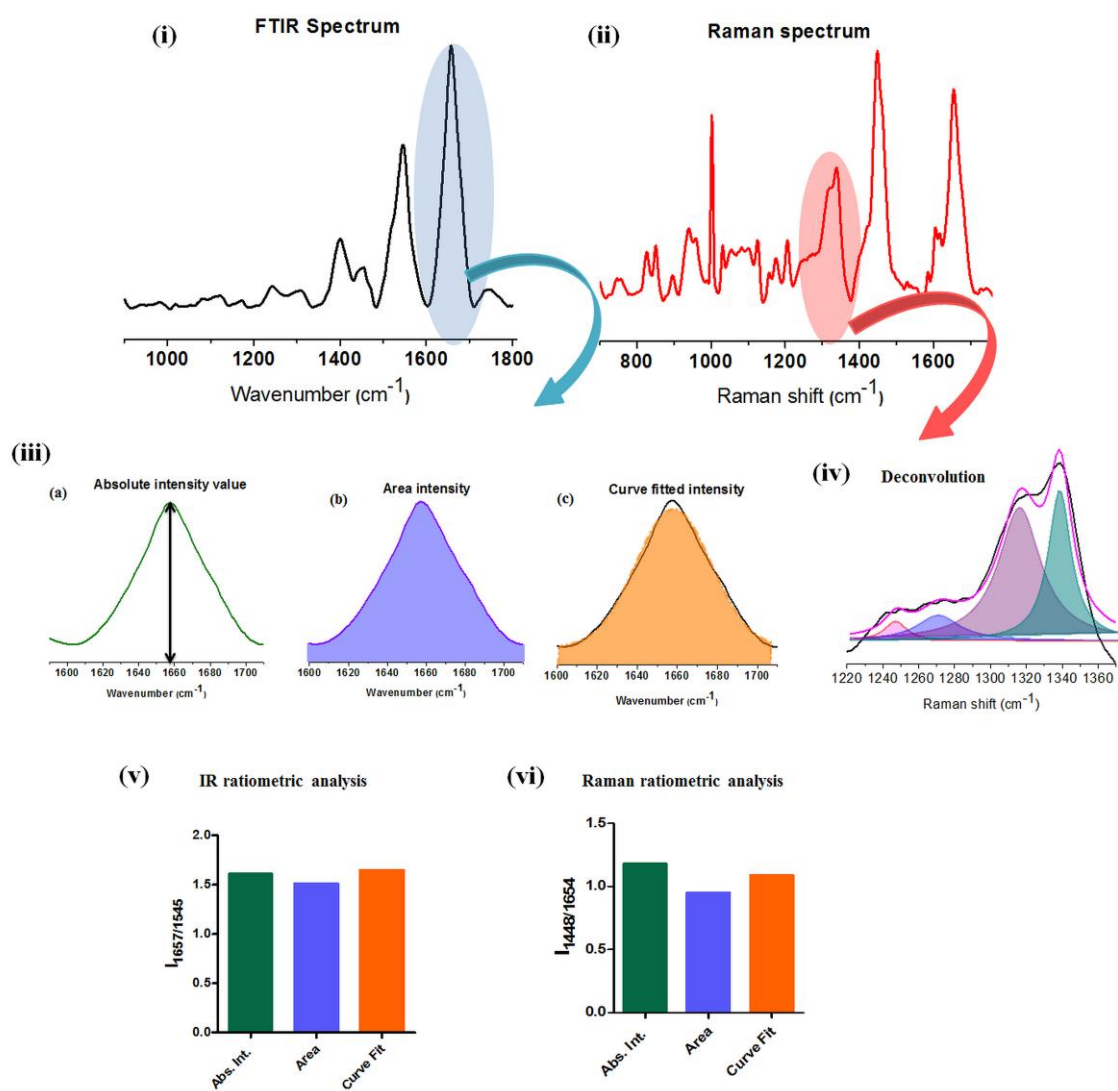 (i)
FTIR Spectrum
1000 1200 1400 1600 1800
Wavenumber (cm-1)
(ii)
Raman spectrum
800 1000 1200 1400 1600
Raman shift (cm-1)
(iii)
(a)
Absolute intensity value
1600 1620 1640 1660 1680 1700
Wavenumber (cm-1)
(b)
Area intensity
1600 1620 1640 1660 1680 1700
Wavenumber (cm-1)
(c)
Curve fitted intensity
1600 1620 1640 1660 1680 1700
Wavenumber (cm-1)
(iv)
Deconvolution
1220 1240 1260 1280 1300 1320 1340 1360
Raman shift (cm-1)
(v)
IR ratiometric analysis
I1657/1545
2.0
1.5
1.0
0.5
0.0
Abs. Int.
Area
Curve Fit
(vi)
Raman ratiometric analysis
I1448/1654
1.5
1.0
0.5
0.0
Abs. Int.
Area
Curve Fit